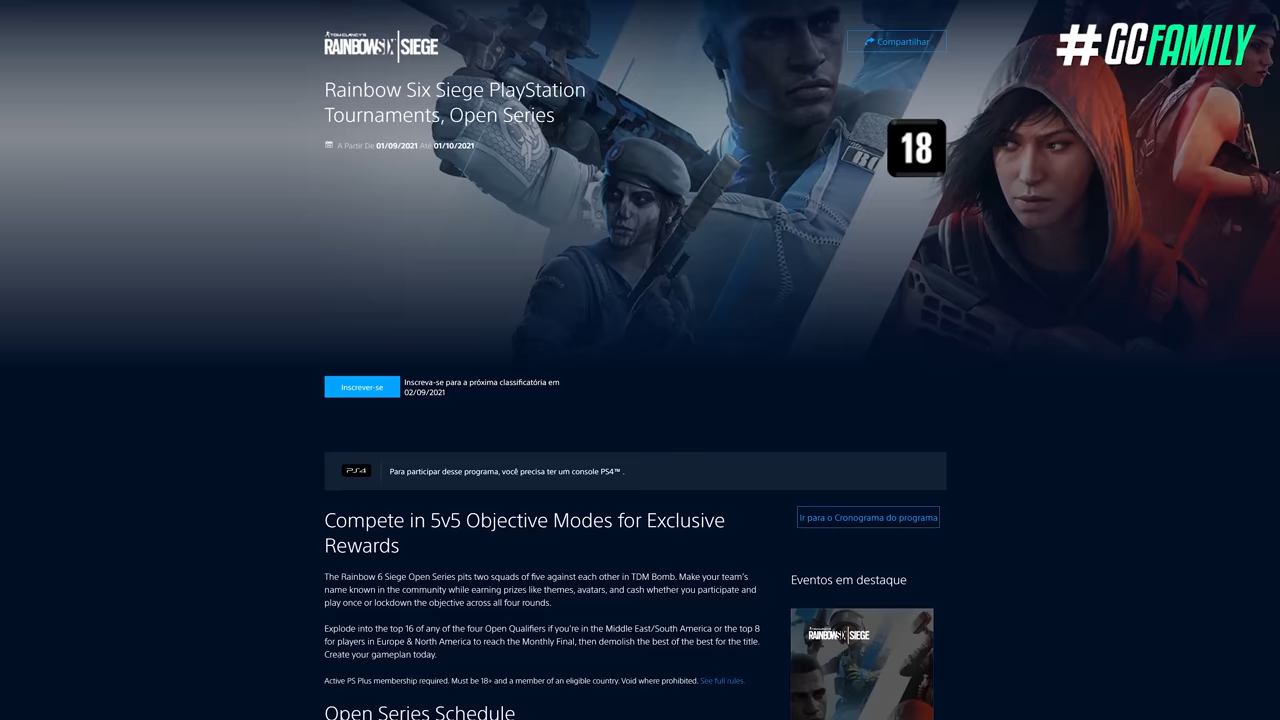 TOM CLANCY'S
RAINBOWSIX | SIEGE
Compartilhar
#GCFAMILY
Rainbow Six Siege PlayStation
Tournaments, Open Series
A Partir De 01/09/2021 Até 01/10/2021
18
Inscrever-se
Inscreva-se para a próxima classificatória em
02/09/2021
PS4
Para participar desse programa, você precisa ter um console PS4™ .
Compete in 5v5 Objective Modes for Exclusive
Rewards
Ir para o Cronograma do programa
The Rainbow 6 Siege Open Series pits two squads of five against each other in TDM Bomb. Make your team's
name known in the community while earning prizes like themes, avatars, and cash whether you participate and
play once or lockdown the objective across all four rounds.
Eventos em destaque
RAINBOWSIX | SIEGE
Explode into the top 16 of any of the four Open Qualifiers if you're in the Middle East/South America or the top 8
for players in Europe & North America to reach the Monthly Final, then demolish the best of the best for the title.
Create your gameplan today.
Active PS Plus membership required. Must be 18+ and a member of an eligible country. Void where prohibited. See full rules.
Open Series Schedule